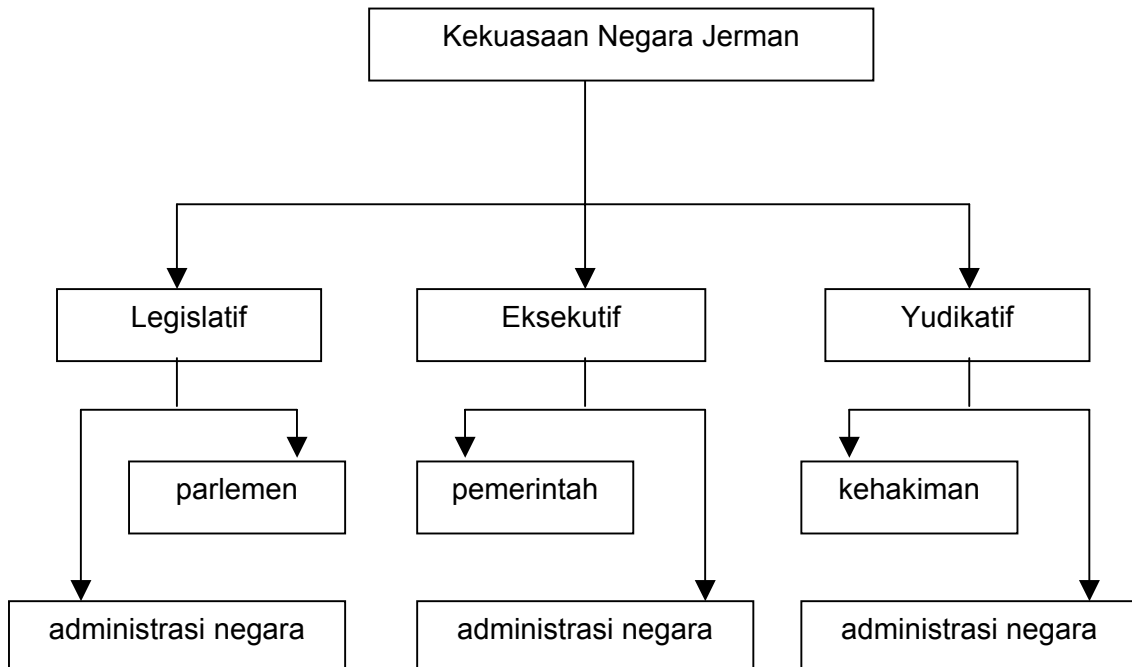 Kekuasaan Negara Jerman
Legislatif
Eksekutif
Yudikatif
parlemen
pemerintah
kehakiman
administrasi negara
administrasi negara
administrasi negara